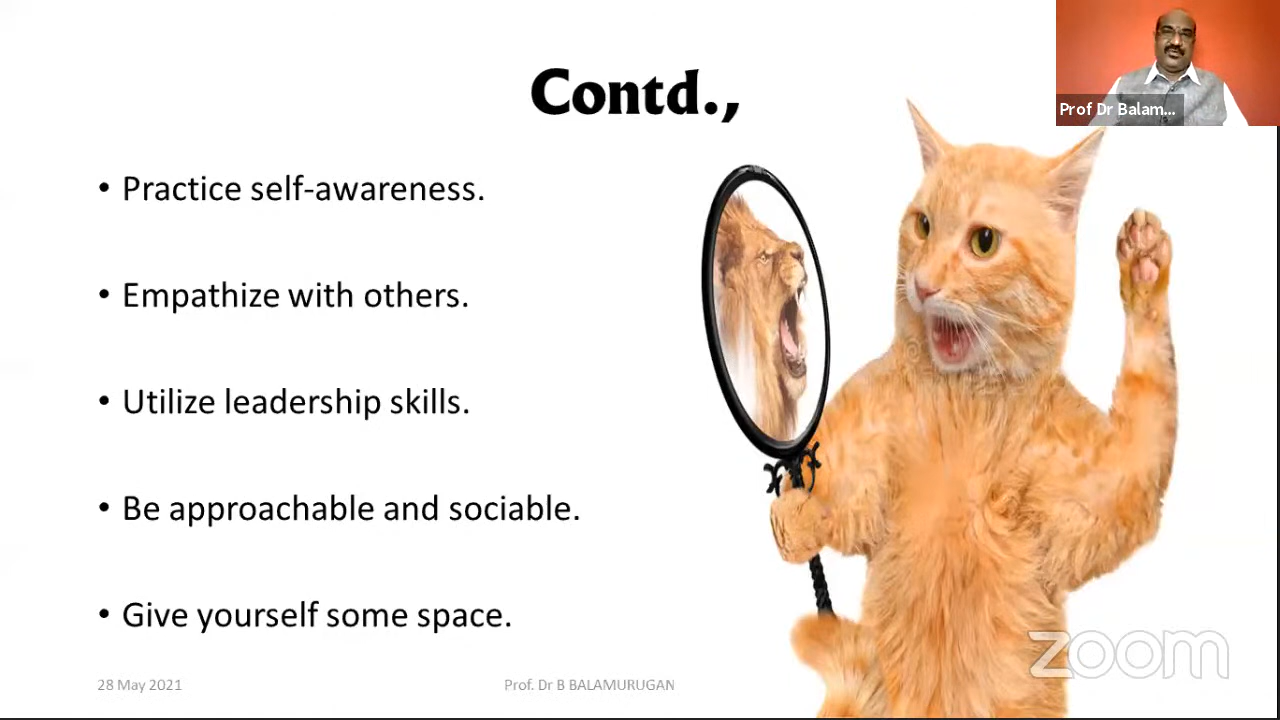 Contd.,
Prof Dr Balam...
• Practice self-awareness.
• Empathize with others.
• Utilize leadership skills.
• Be approachable and sociable.
• Give yourself some space.
28 May 2021
Prof. Dr B BALAMURUGAN
zoom